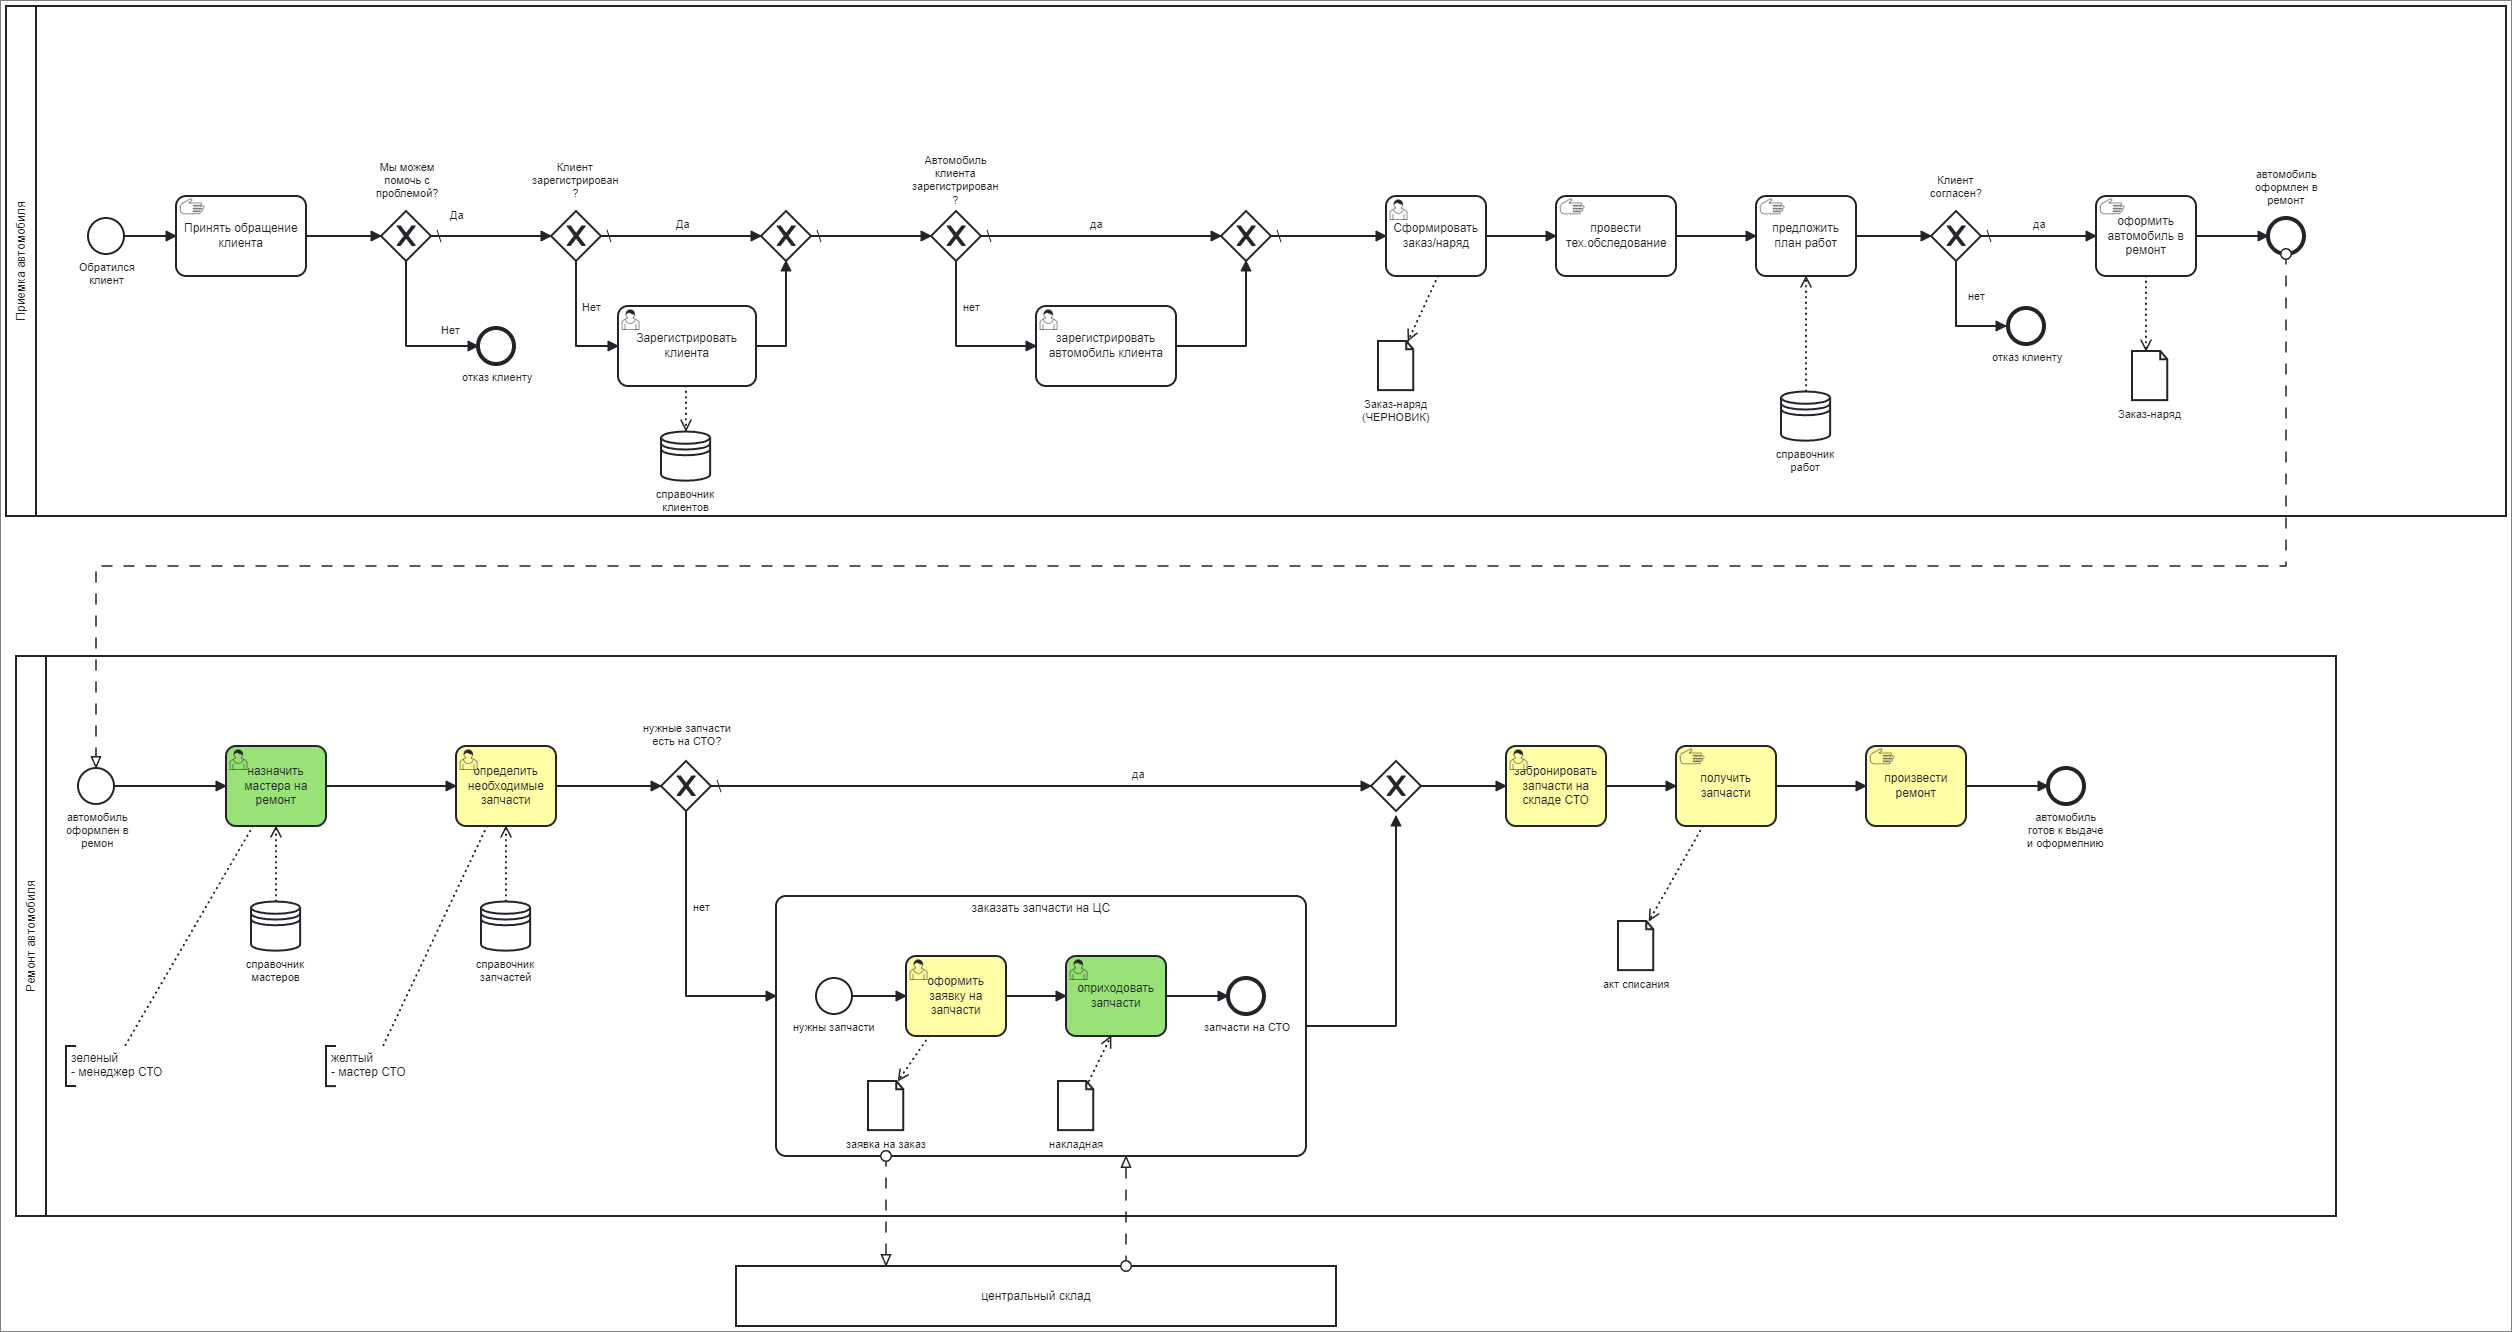 Приемка автомобиля
Обратился
клиент
Принять обращение
клиента
Мы можем
помочь с
проблемой?
Да
Нет
отказ клиенту
Клиент
зарегистрирован
?
Да
Нет
Зарегистрировать
клиента
справочник
клиентов
Автомобиль
клиента
зарегистрирован
?
да
нет
зарегистрировать
автомобиль клиента
Сформировать
заказ/наряд
Заказ-наряд
(ЧЕРНОВИК)
провести
тех.обследование
предложить
план работ
справочник
работ
Клиент
согласен?
да
нет
отказ клиенту
оформить
автомобиль в
ремонт
Заказ-наряд
автомобиль
оформлен в
ремонт
Ремонт автомобиля
автомобиль
оформлен в
ремон
назначить
мастера на
ремонт
справочник
мастеров
зеленый
- менеджер СТО
определить
необходимые
запчасти
справочник
запчастей
желтый
- мастер СТО
нужные запчасти
есть на СТО?
да
нет
заказать запчасти на ЦС
нужны запчасти
оформить
заявку на
запчасти
заявка на заказ
оприходовать
запчасти
накладная
запчасти на СТО
забронировать
запчасти на
складе СТО
получить
запчасти
акт списания
произвести
ремонт
автомобиль
готов к выдаче
и оформелнию
центральный склад